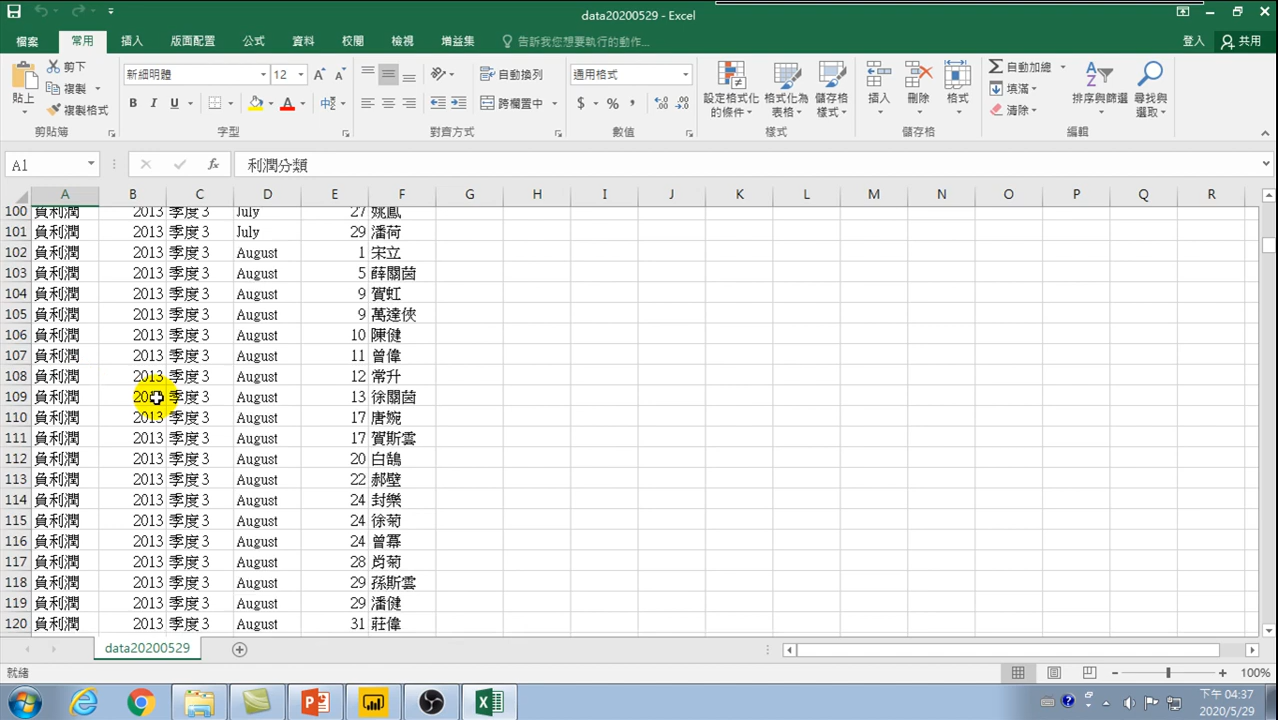 data20200529 - Excel
檔案 常用 插入 版面配置 公式 資料 校閱 檢視 增益集 告訴我您想要執行的動作... 登入 共用
剪下 新細明體 12 自動換列 通用格式 自動加總
複製 填滿
貼上 複製格式 B I U 中 跨欄置中 $ % , 設定格式化的條件 格式化為表格 儲存格樣式 插入 刪除 格式 清除 排序與篩選 尋找與選取
剪貼簿 字型 對齊方式 數值 樣式 儲存格 編輯
A1 fx 利潤分類
A B C D E F G H I J K L M N O P Q R
100 負利潤 2013 季度 3 July 27 姚鳳
101 負利潤 2013 季度 3 July 29 潘荷
102 負利潤 2013 季度 3 August 1 宋立
103 負利潤 2013 季度 3 August 5 薛關茵
104 負利潤 2013 季度 3 August 9 賀虹
105 負利潤 2013 季度 3 August 9 萬達俠
106 負利潤 2013 季度 3 August 10 陳健
107 負利潤 2013 季度 3 August 11 曾偉
108 負利潤 2013 季度 3 August 12 常升
109 負利潤 季度 3 August 13 徐關茵
110 負利潤 2013 季度 3 August 17 唐婉
111 負利潤 2013 季度 3 August 17 賀斯雲
112 負利潤 2013 季度 3 August 20 白鵠
113 負利潤 2013 季度 3 August 22 郝壁
114 負利潤 2013 季度 3 August 24 封樂
115 負利潤 2013 季度 3 August 24 徐菊
116 負利潤 2013 季度 3 August 24 曾冪
117 負利潤 2013 季度 3 August 28 肖菊
118 負利潤 2013 季度 3 August 29 孫斯雲
119 負利潤 2013 季度 3 August 29 潘健
120 負利潤 2013 季度 3 August 31 莊偉
data20200529
就緒 100%
下午 04:37
2020/5/29